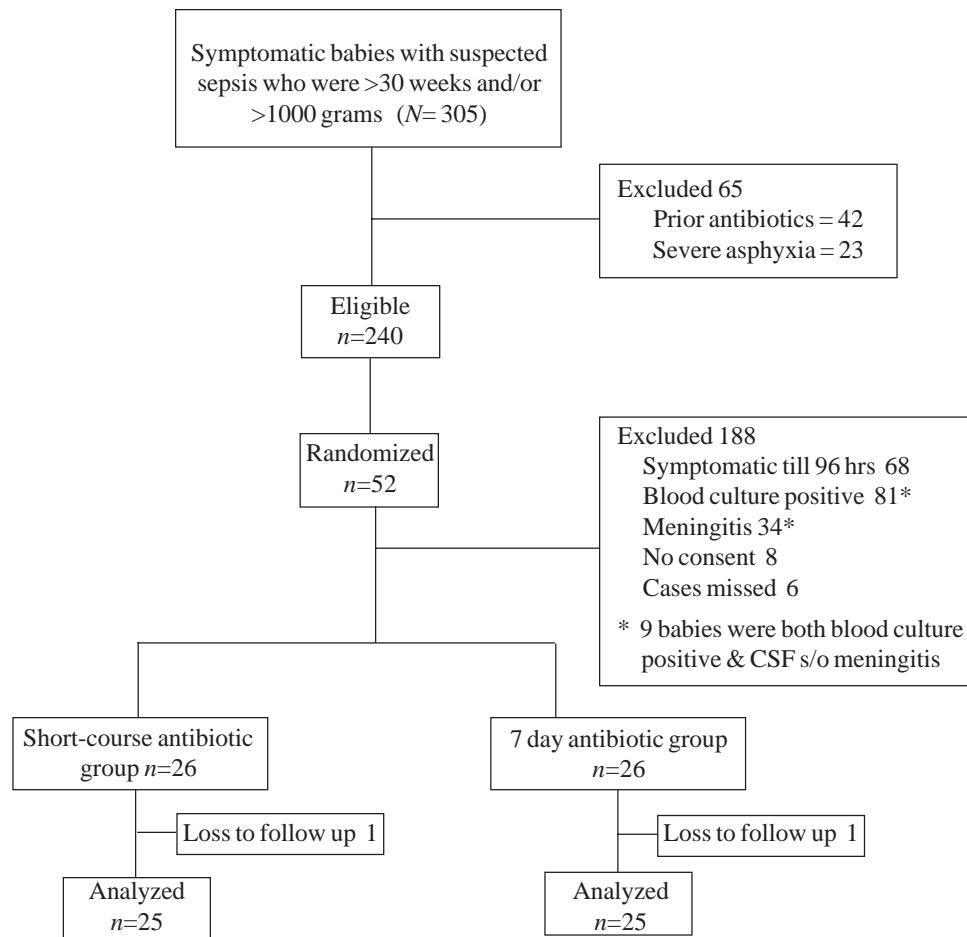 Symptomatic babies with suspected
sepsis who were >30 weeks and/or
>1000 grams (N= 305)
Excluded 65
Prior antibiotics = 42
Severe asphyxia = 23
Eligible
n=240
Randomized
n=52
Excluded 188
Symptomatic till 96 hrs 68
Blood culture positive 81*
Meningitis 34*
No consent 8
Cases missed 6
* 9 babies were both blood culture
positive & CSF s/o meningitis
Short-course antibiotic
group n=26
7 day antibiotic group
n=26
Loss to follow up 1
Loss to follow up 1
Analyzed
n=25
Analyzed
n=25